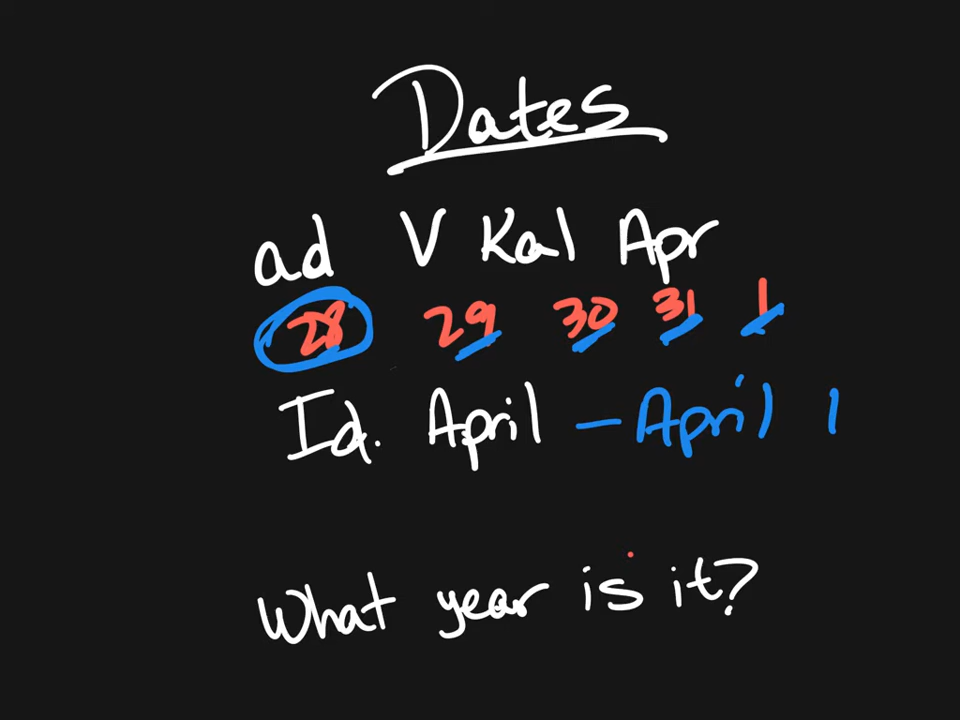 Dates
ad V Kal Apr
28 29 30 31 1
Id. April - April 1
What year is it?